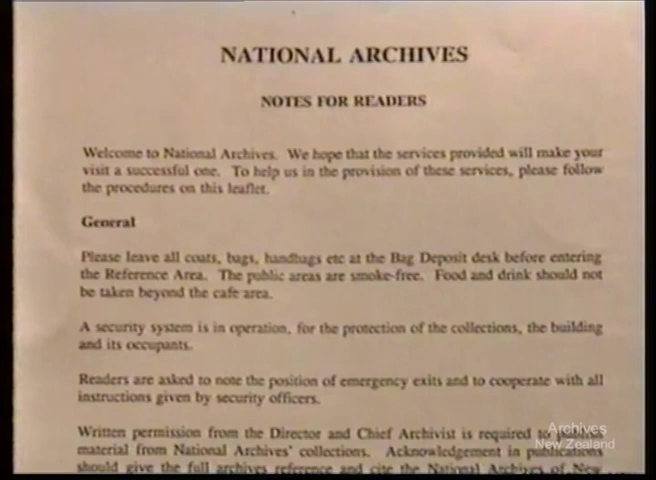 NATIONAL ARCHIVES
NOTES FOR READERS
Welcome to National Archives. We hope that the services provided will make your
visit a successful one. To help us in the provision of these services, please follow
the procedures on this leaflet.
General
Please leave all coats, bags, handbags etc at the Bag Deposit desk before entering
the Reference Area. The public areas are smoke-free. Food and drink should not
be taken beyond the cafe area.
A security system is in operation, for the protection of the collections, the building
and its occupants.
Readers are asked to note the position of emergency exits and to cooperate with all
instructions given by security officers.
Written permission from the Director and Chief Archivist is required to publish
material from National Archives' collections. Acknowledgement in publications
should give the full archives reference and cite the National Archives of New
Archives
New Zealand